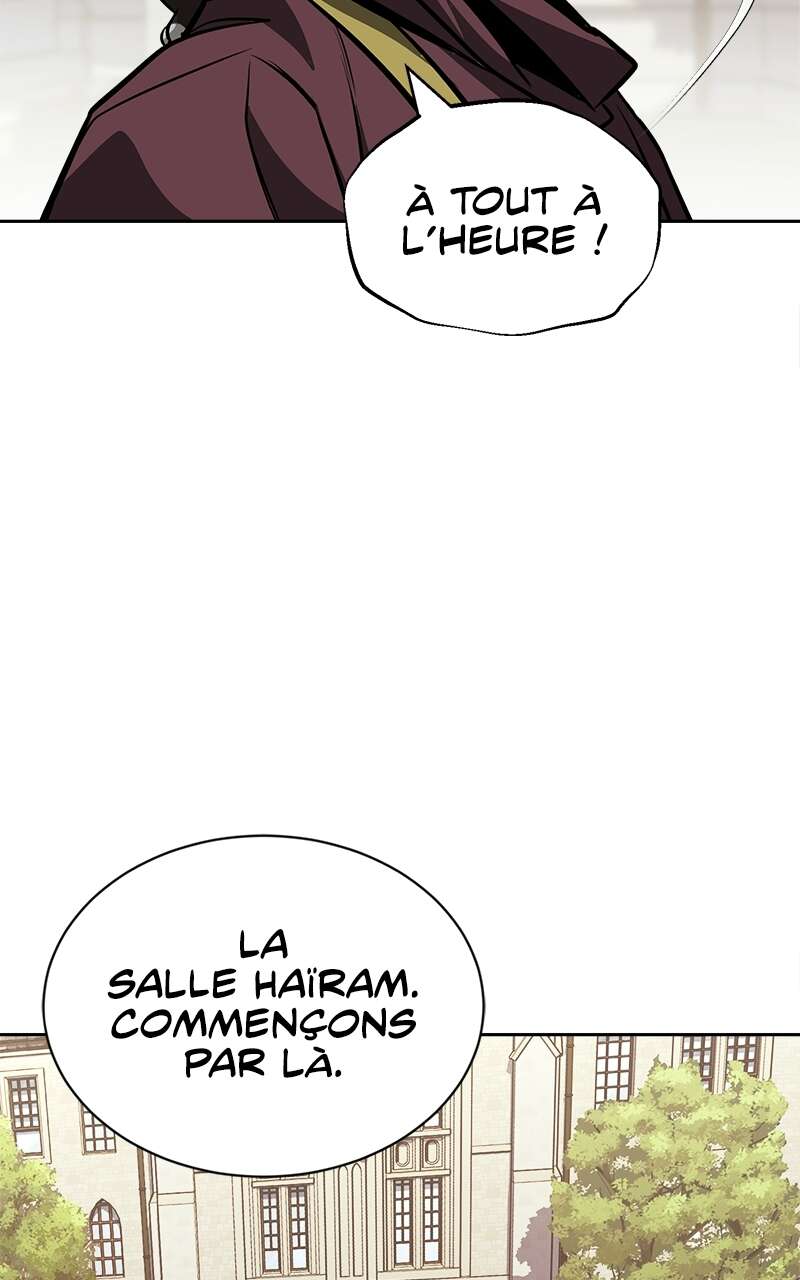 À TOUT À
L'HEURE !
LA
SALLE HAÏRAM.
COMMENÇONS
PAR LÀ.